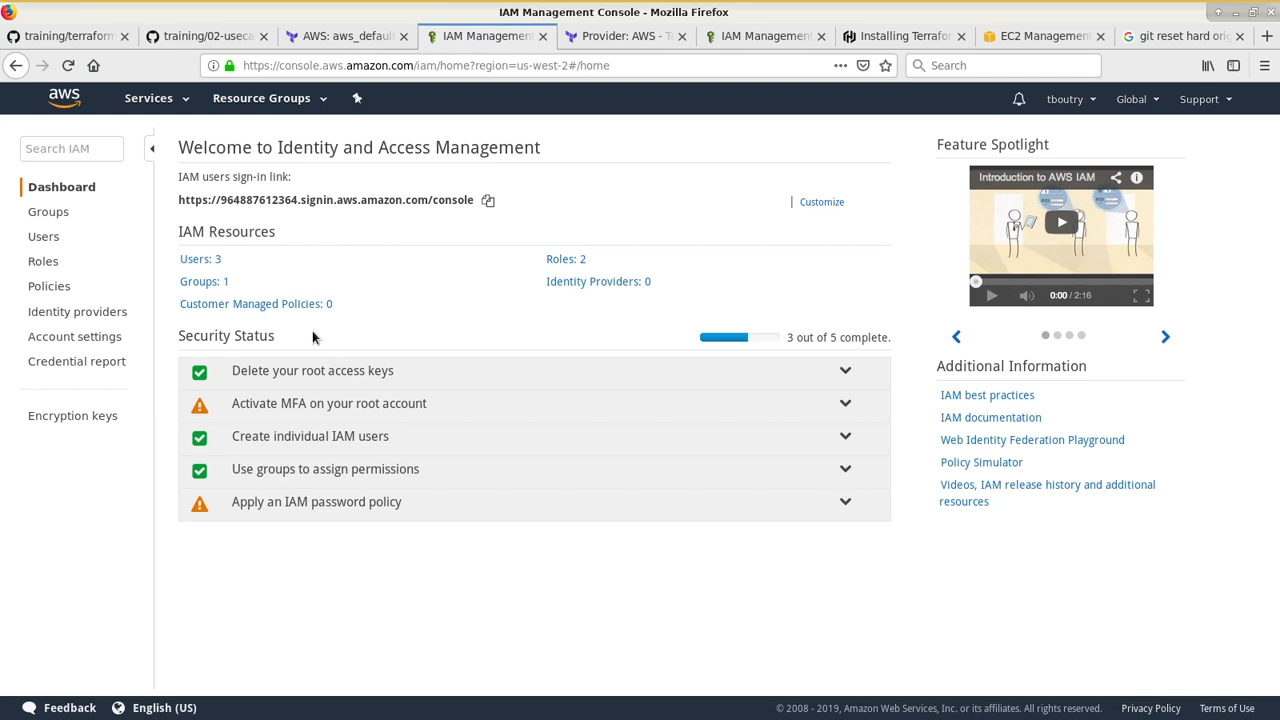 IAM Management Console - Mozilla Firefox
training/terraform
training/02-useca
AWS: aws_defaul
IAM Management
Provider: AWS - Te
IAM Management
Installing Terrafor
EC2 Management
git reset hard orig
https://console.aws.amazon.com/iam/home?region=us-west-2#/home
Search
aws
Services
Resource Groups
tboutry
Global
Support
Search IAM
Dashboard
Groups
Users
Roles
Policies
Identity providers
Account settings
Credential report
Encryption keys
Welcome to Identity and Access Management
IAM users sign-in link:
https://964887612364.signin.aws.amazon.com/console
Customize
IAM Resources
Users: 3
Roles: 2
Groups: 1
Identity Providers: 0
Customer Managed Policies: 0
Security Status
3 out of 5 complete.
Delete your root access keys
Activate MFA on your root account
Create individual IAM users
Use groups to assign permissions
Apply an IAM password policy
Feature Spotlight
Introduction to AWS IAM
0:00 / 2:16
Additional Information
IAM best practices
IAM documentation
Web Identity Federation Playground
Policy Simulator
Videos, IAM release history and additional
resources
Feedback
English (US)
© 2008 - 2019, Amazon Web Services, Inc. or its affiliates. All rights reserved.
Privacy Policy
Terms of Use